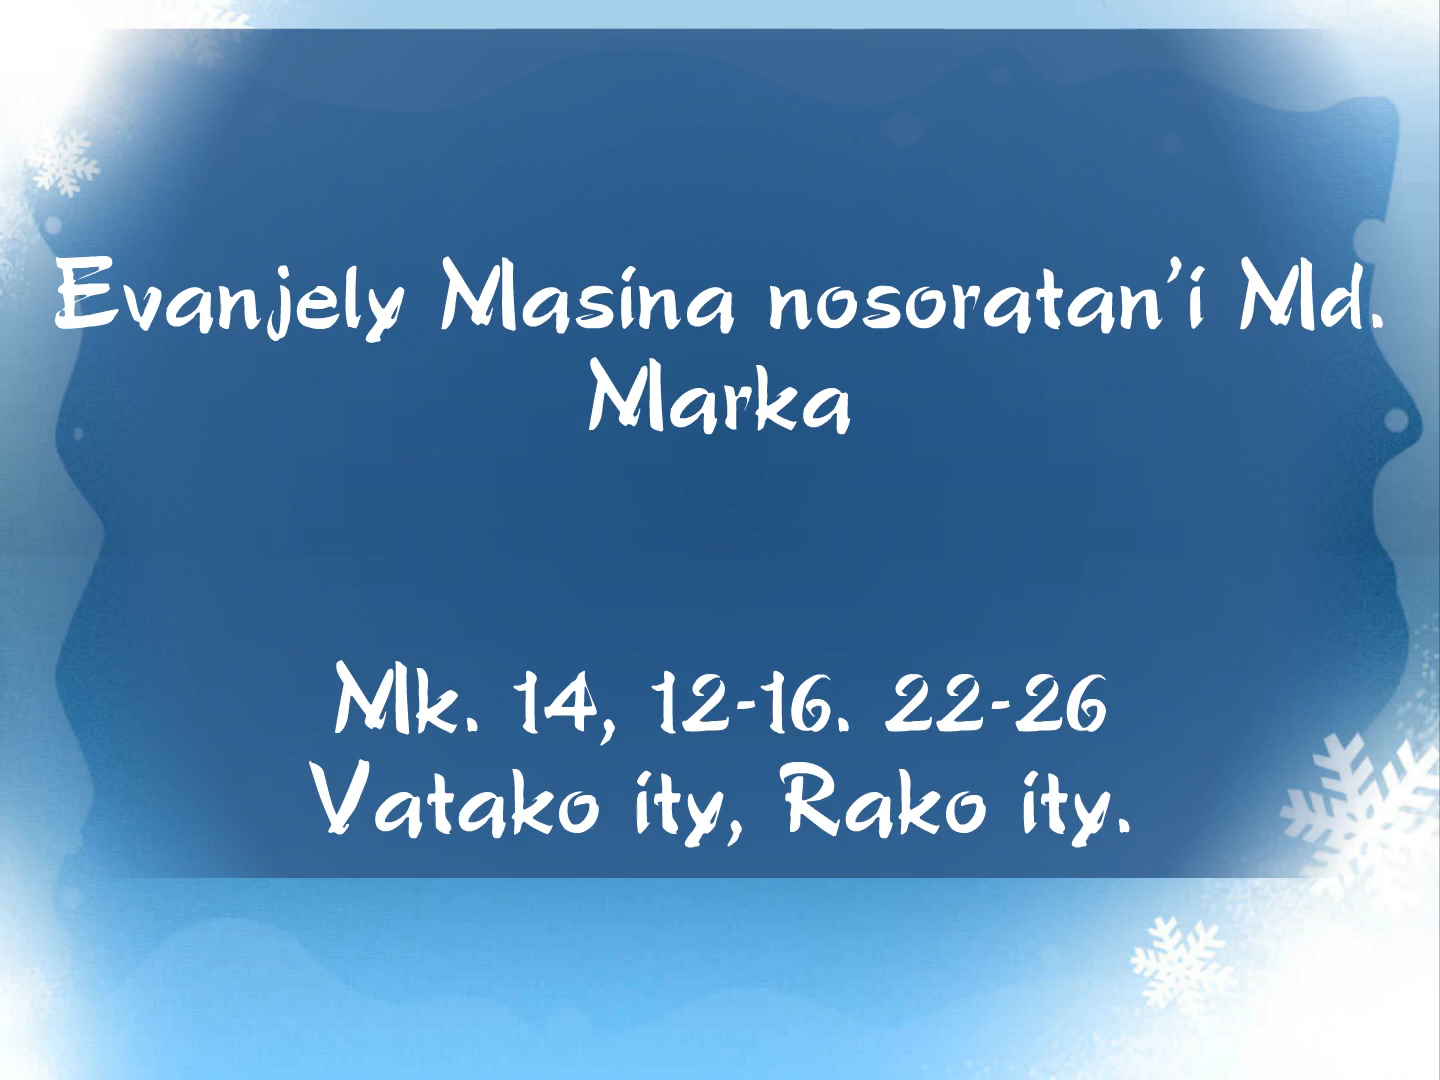 Evanjely Masina nosoratan’i Md.
Marka
Mk. 14, 12-16. 22-26
Vatako ity, Rako ity.